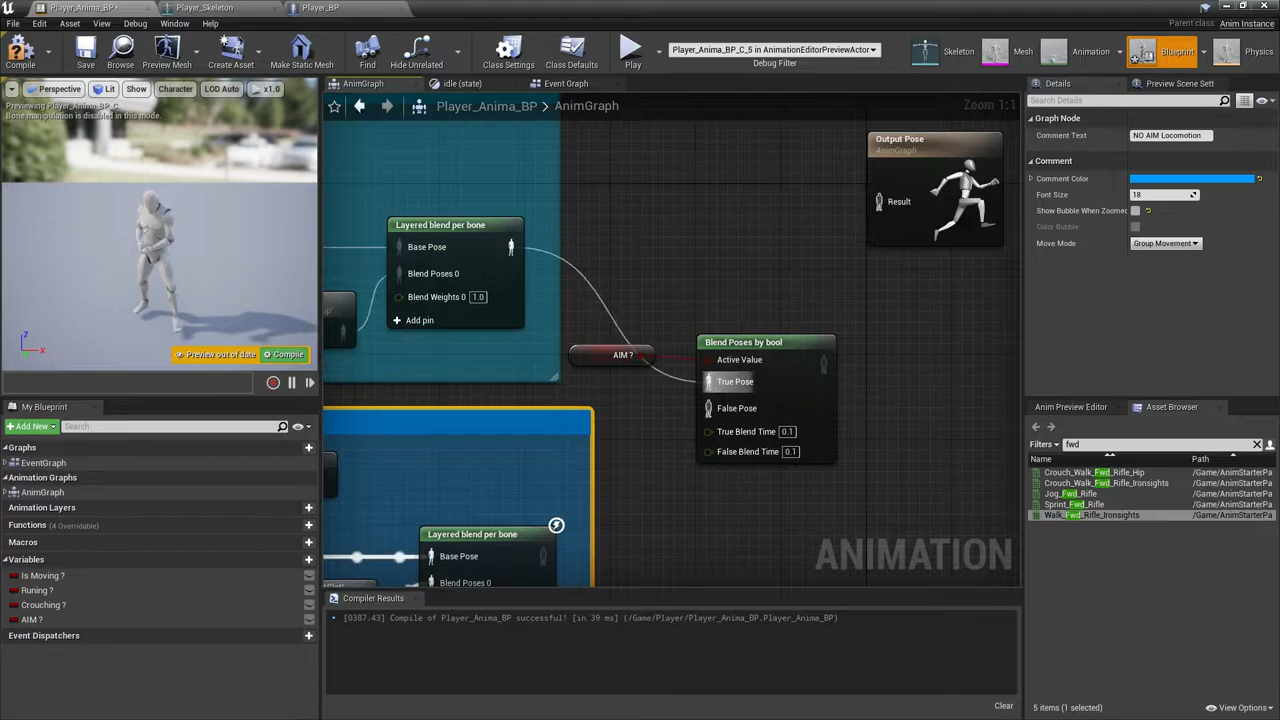 Player_Anima_BP*
Player_Skeleton
Player_BP
File Edit Asset View Debug Window Help
Parent class: Anim Instance
Compile
Save
Browse
Preview Mesh
Create Asset
Make Static Mesh
Find
Hide Unrelated
Class Settings
Class Defaults
Play
Player_Anima_BP_C_5 in AnimationEditorPreviewActor
Debug Filter
Skeleton
Mesh
Animation
Blueprint
Physics
Perspective Lit Show Character LOD Auto x1.0
Previewing Player_Anima_BP_C.
Bone manipulation is disabled in this mode.
Z
X
Preview out of date Compile
AnimGraph
idle (state)
Event Graph
Player_Anima_BP > AnimGraph
Zoom 1:1
Output Pose
AnimGraph
Result
Layered blend per bone
Base Pose
Blend Poses 0
Blend Weights 0 1.0
Add pin
AIM ?
Blend Poses by bool
Active Value
True Pose
False Pose
True Blend Time 0.1
False Blend Time 0.1
Layered blend per bone
Base Pose
Blend Poses 0
ANIMATION
My Blueprint
Add New
Search
Graphs
EventGraph
Animation Graphs
AnimGraph
Animation Layers
Functions (4 Overridable)
Macros
Variables
Is Moving ?
Runing ?
Crouching ?
AIM ?
Event Dispatchers
Compiler Results
[0387.43] Compile of Player_Anima_BP successful! [in 39 ms] (/Game/Player/Player_Anima_BP.Player_Anima_BP)
Clear
Details
Preview Scene Sett
Search Details
Graph Node
Comment Text NO AIM Locomotion
Comment
Comment Color
Font Size 18
Show Bubble When Zoomed
Color Bubble
Move Mode Group Movement
Anim Preview Editor
Asset Browser
Filters fwd
Name Path
Crouch_Walk_Fwd_Rifle_Hip /Game/AnimStarterPa
Crouch_Walk_Fwd_Rifle_Ironsights /Game/AnimStarterPa
Jog_Fwd_Rifle /Game/AnimStarterPa
Sprint_Fwd_Rifle /Game/AnimStarterPa
Walk_Fwd_Rifle_Ironsights /Game/AnimStarterPa
5 items (1 selected)
View Options